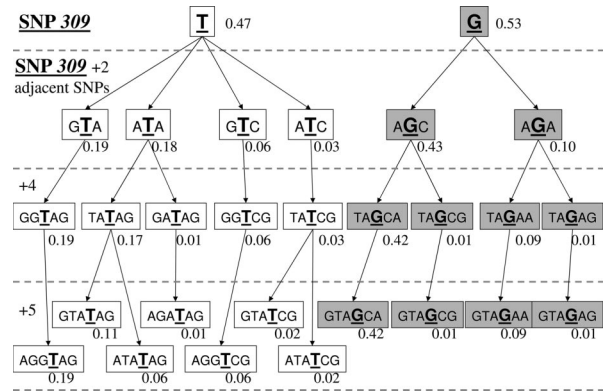 SNP 309 T 0.47 G 0.53
SNP 309 +2
adjacent SNPs
GTA ATA GTC ATC AGC AGA
0.19 0.18 0.06 0.03 0.43 0.10
+4
GGTAG TATAG GATAG GGTCG TATCG TAGCA TAGCG TAGAA TAGAG
0.19 0.17 0.01 0.06 0.03 0.42 0.01 0.09 0.01
+5
GTATAG AGATAG GTATCG GTAGCA GTAGCG GTAGAA GTAGAG
0.11 0.01 0.02 0.42 0.01 0.09 0.01
AGGTAG ATATAG AGGTCG ATATCG
0.19 0.06 0.06 0.02